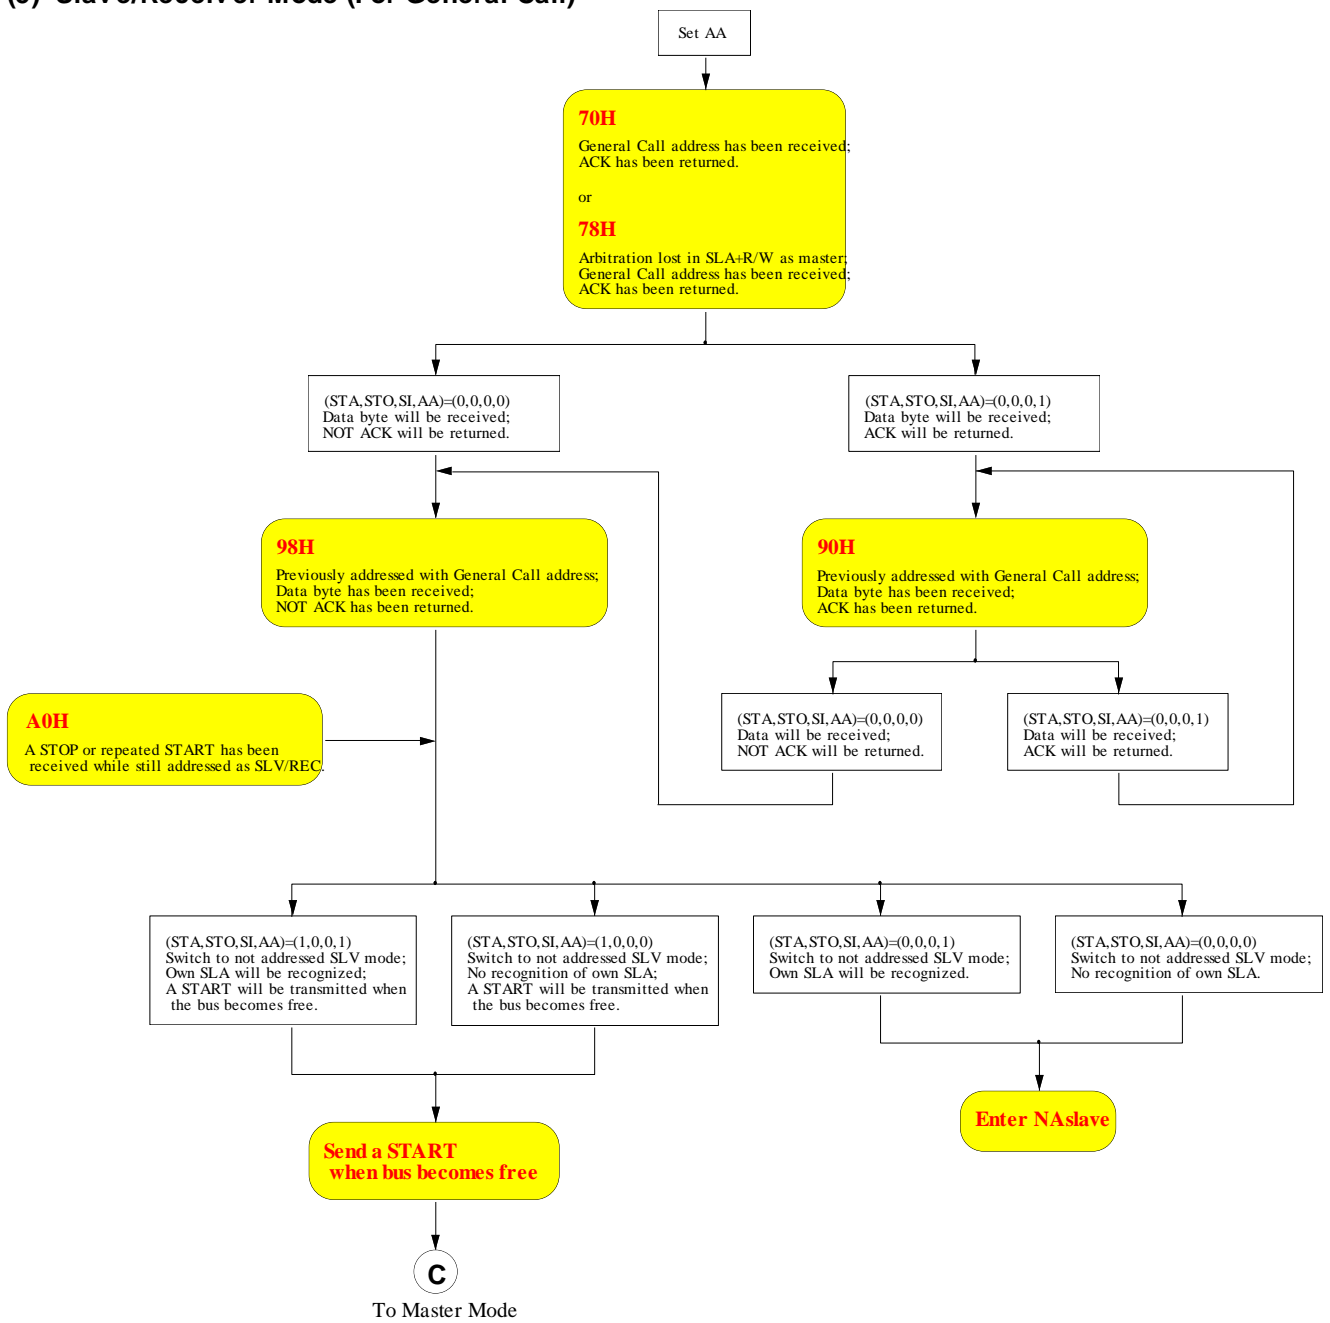 (5) Slave/Receiver Mode (For General Call)
Set AA
70H
General Call address has been received;
ACK has been returned.
or
78H
Arbitration lost in SLA+R/W as master;
General Call address has been received;
ACK has been returned.
(STA,STO,SI,AA)=(0,0,0,0)
Data byte will be received;
NOT ACK will be returned.
(STA,STO,SI,AA)=(0,0,0,1)
Data byte will be received;
ACK will be returned.
98H
Previously addressed with General Call address;
Data byte has been received;
NOT ACK has been returned.
90H
Previously addressed with General Call address;
Data byte has been received;
ACK has been returned.
A0H
A STOP or repeated START has been
received while still addressed as SLV/REC.
(STA,STO,SI,AA)=(0,0,0,0)
Data will be received;
NOT ACK will be returned.
(STA,STO,SI,AA)=(0,0,0,1)
Data will be received;
ACK will be returned.
(STA,STO,SI,AA)=(1,0,0,1)
Switch to not addressed SLV mode;
Own SLA will be recognized;
A START will be transmitted when
the bus becomes free.
(STA,STO,SI,AA)=(1,0,0,0)
Switch to not addressed SLV mode;
No recognition of own SLA;
A START will be transmitted when
the bus becomes free.
(STA,STO,SI,AA)=(0,0,0,1)
Switch to not addressed SLV mode;
Own SLA will be recognized.
(STA,STO,SI,AA)=(0,0,0,0)
Switch to not addressed SLV mode;
No recognition of own SLA.
Enter NAslave
Send a START
when bus becomes free
C
To Master Mode